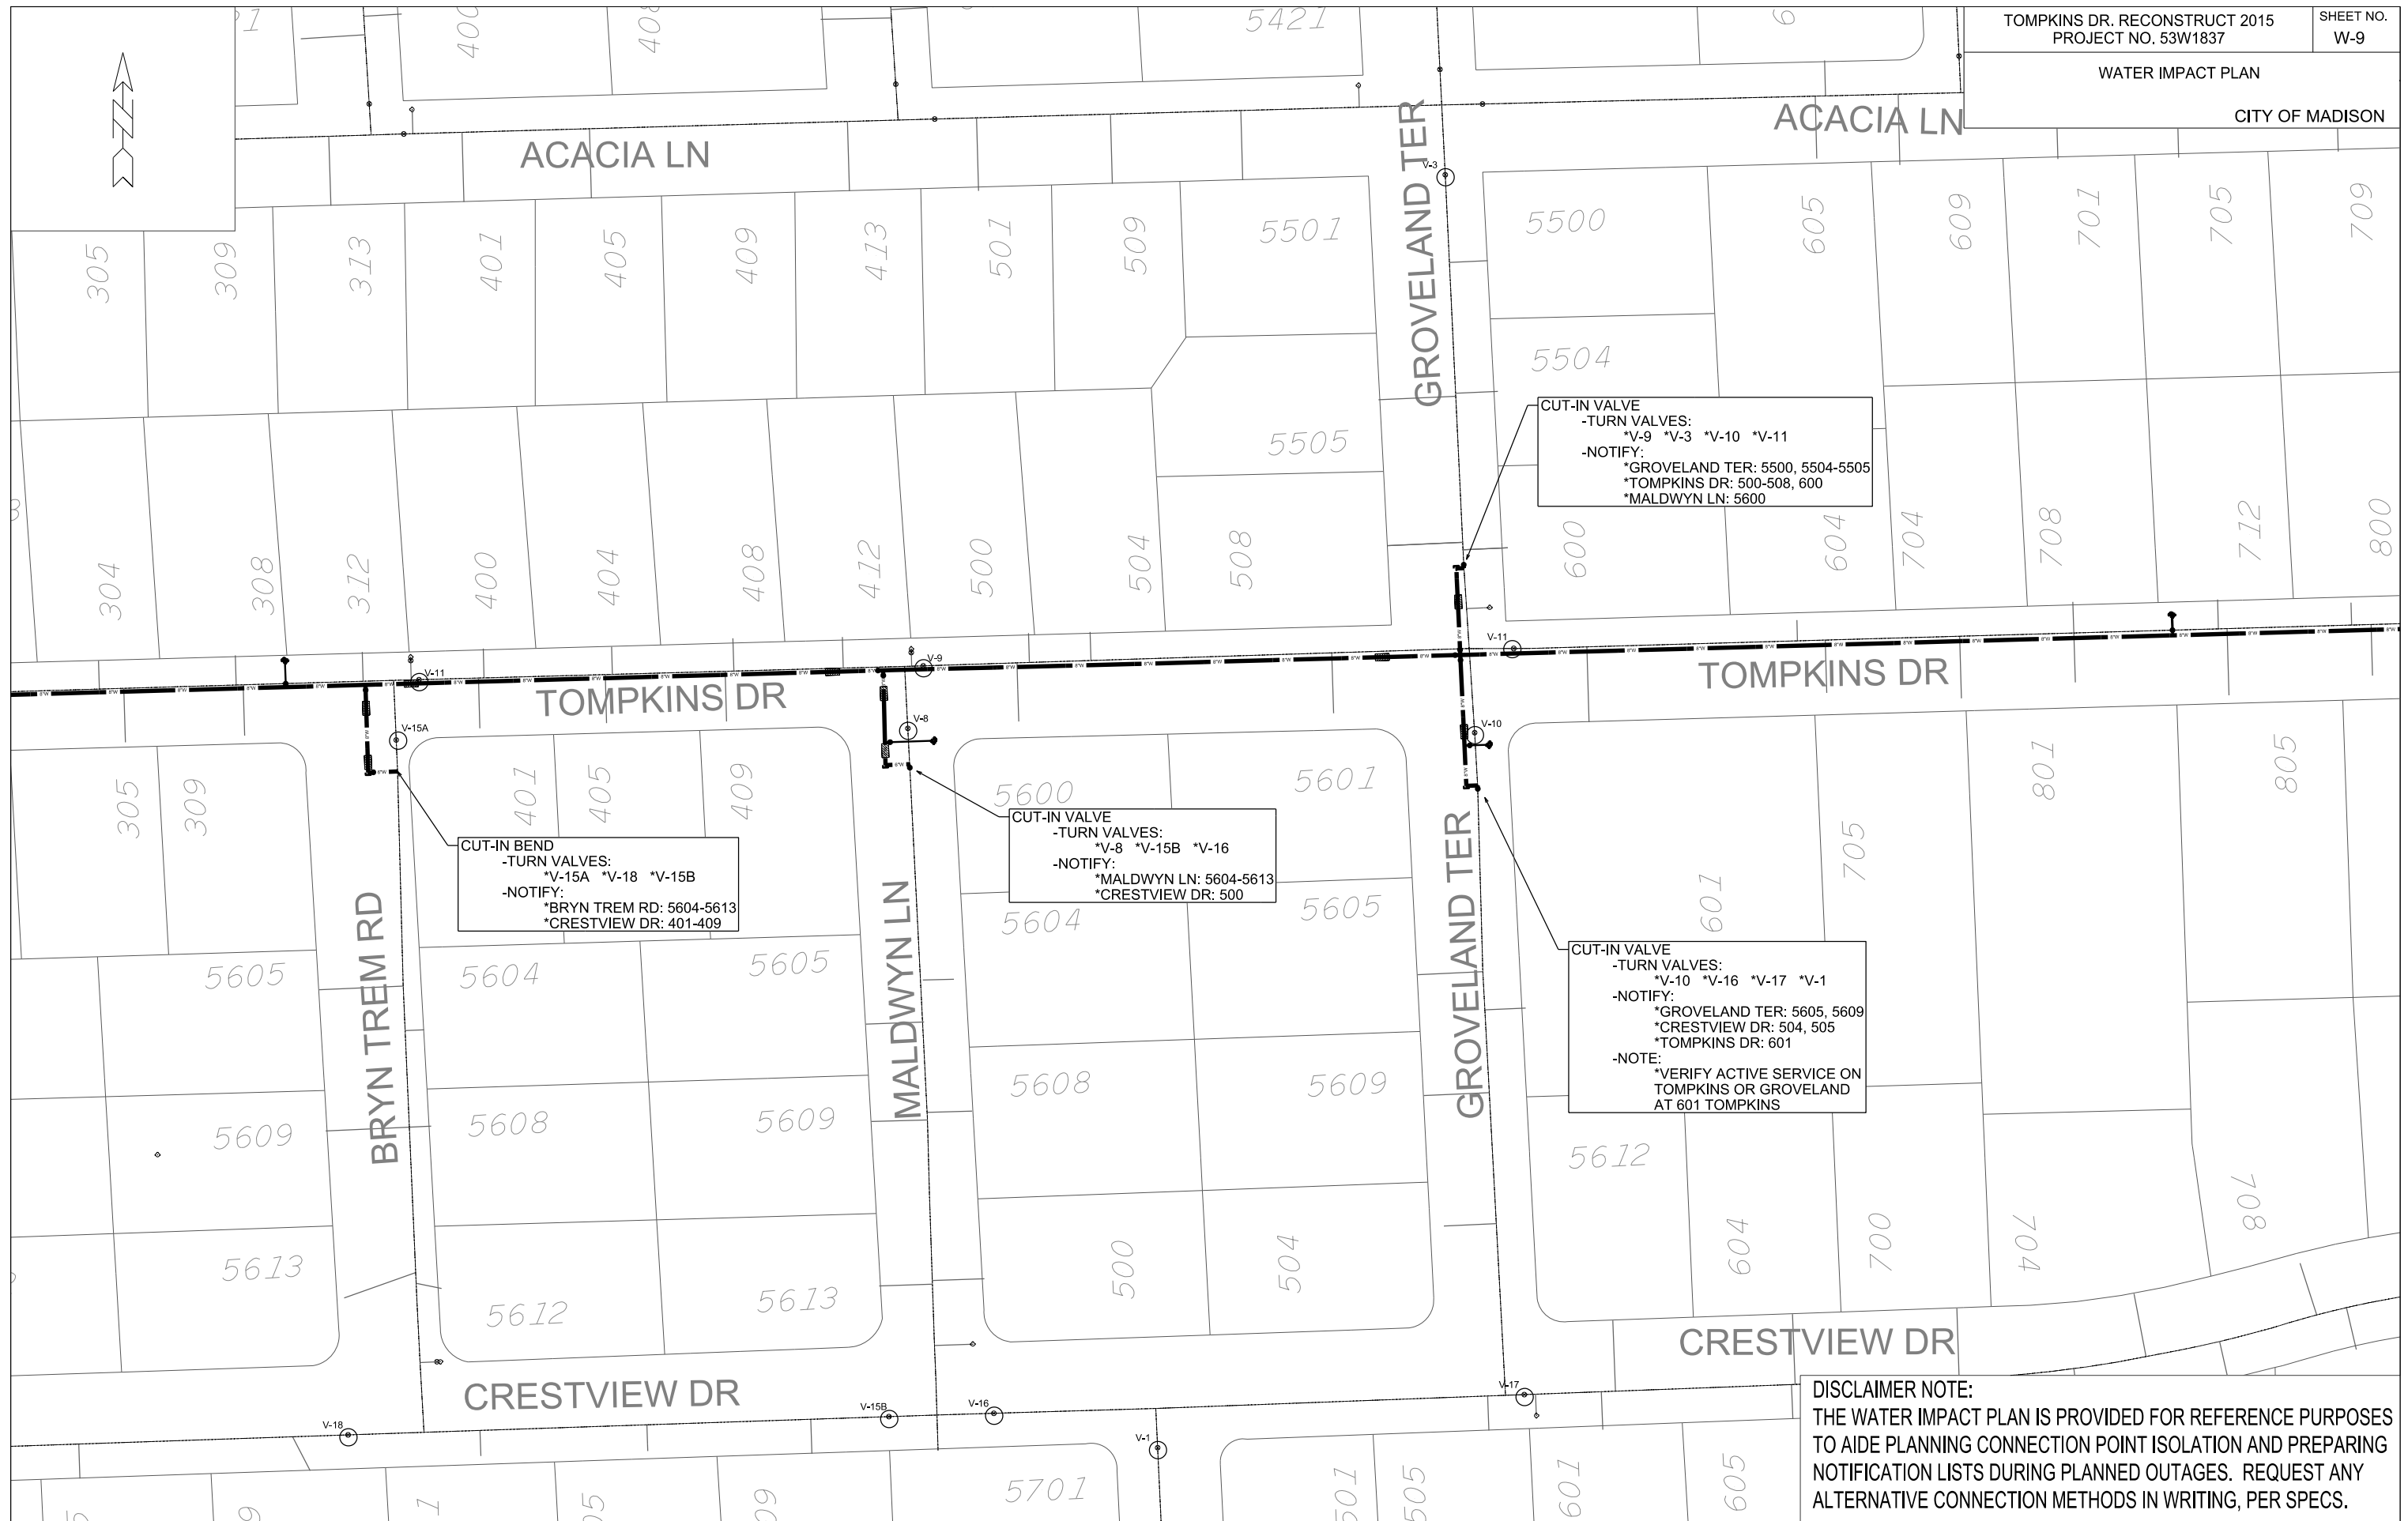 TOMPKINS DR. RECONSTRUCT 2015
PROJECT NO. 53W1837
SHEET NO.
W-9
WATER IMPACT PLAN
CITY OF MADISON
5421
ACACIA LN
ACACIA LN
GROVELAND TER
V-3
305
309
313
401
405
409
413
501
509
5501
5500
605
609
701
705
709
5504
5505
CUT-IN VALVE
-TURN VALVES:
*V-9 *V-3 *V-10 *V-11
-NOTIFY:
*GROVELAND TER: 5500, 5504-5505
*TOMPKINS DR: 500-508, 600
*MALDWYN LN: 5600
304
308
312
400
404
408
412
500
504
508
600
604
704
708
712
800
V-11
V-9
V-11
TOMPKINS DR
TOMPKINS DR
V-15A
V-8
V-10
305
309
401
405
409
5600
5601
705
801
805
601
CUT-IN BEND
-TURN VALVES:
*V-15A *V-18 *V-15B
-NOTIFY:
*BRYN TREM RD: 5604-5613
*CRESTVIEW DR: 401-409
CUT-IN VALVE
-TURN VALVES:
*V-8 *V-15B *V-16
-NOTIFY:
*MALDWYN LN: 5604-5613
*CRESTVIEW DR: 500
CUT-IN VALVE
-TURN VALVES:
*V-10 *V-16 *V-17 *V-1
-NOTIFY:
*GROVELAND TER: 5605, 5609
*CRESTVIEW DR: 504, 505
*TOMPKINS DR: 601
-NOTE:
*VERIFY ACTIVE SERVICE ON
TOMPKINS OR GROVELAND
AT 601 TOMPKINS
BRYN TREM RD
MALDWYN LN
GROVELAND TER
5605
5604
5605
5604
5605
5609
5608
5609
5608
5609
5612
5613
5612
5613
500
504
604
700
704
708
CRESTVIEW DR
CRESTVIEW DR
V-18
V-15B
V-16
V-1
V-17
5701
505
601
605
DISCLAIMER NOTE:
THE WATER IMPACT PLAN IS PROVIDED FOR REFERENCE PURPOSES
TO AIDE PLANNING CONNECTION POINT ISOLATION AND PREPARING
NOTIFICATION LISTS DURING PLANNED OUTAGES. REQUEST ANY
ALTERNATIVE CONNECTION METHODS IN WRITING, PER SPECS.